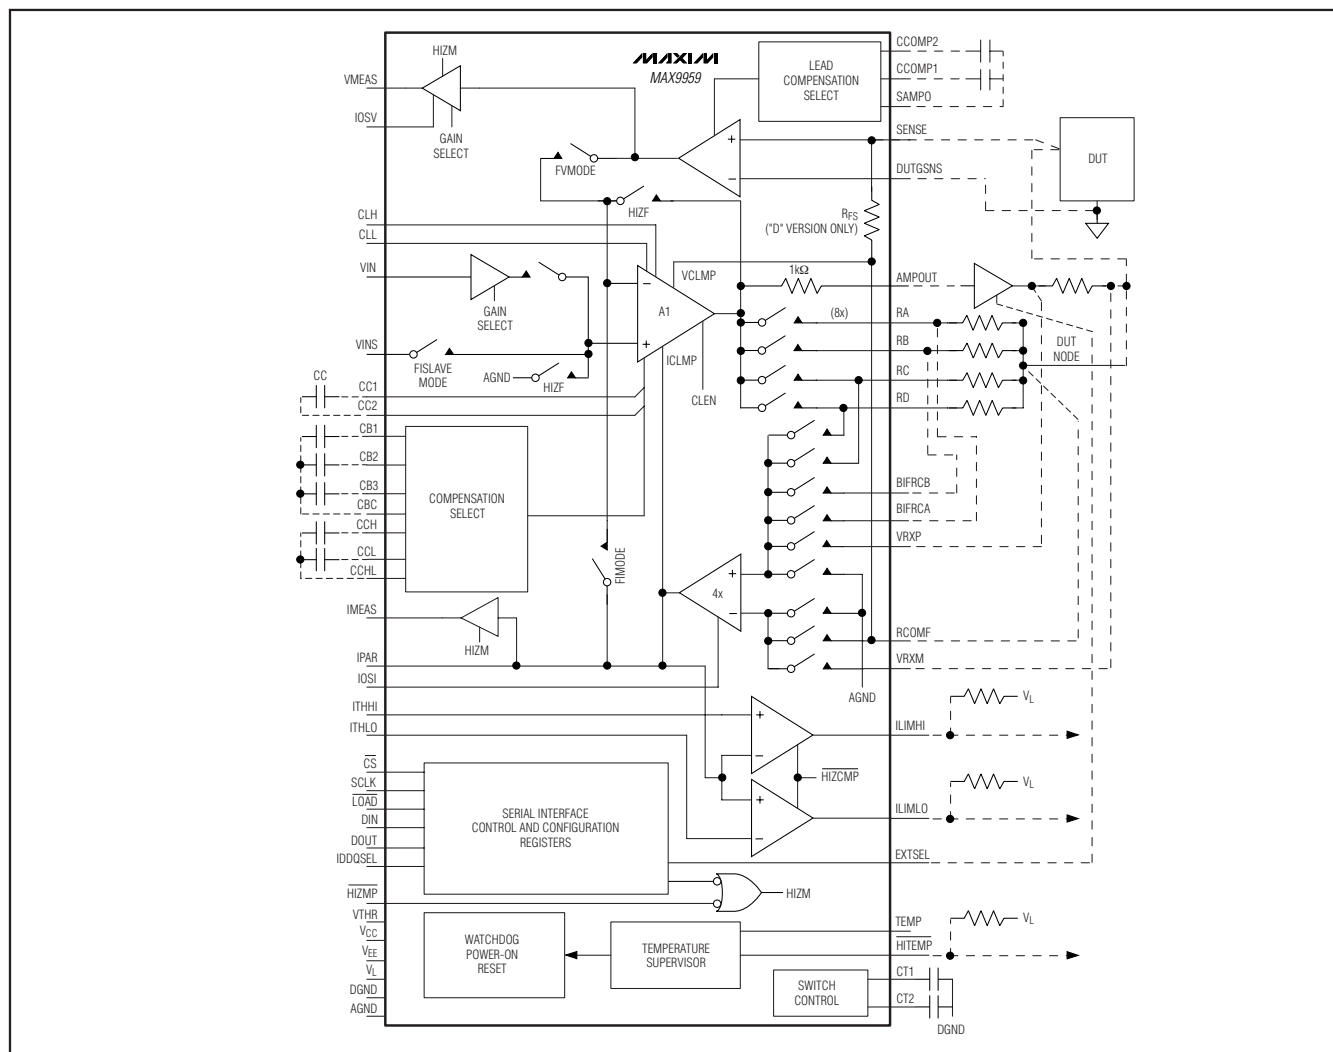 MAXIM
MAX9959
HIZM
VMEAS
IOSV
GAIN
SELECT
LEAD
COMPENSATION
SELECT
CCOMP2
CCOMP1
SAMPO
SENSE
DUTGSNS
DUT
+
−
FVMODE
HIZF
RFS
("D" VERSION ONLY)
CLH
CLL
VIN
GAIN
SELECT
VCLMP
−
A1
+
ICLMP
CLEN
1kΩ
AMPOUT
(8x)
RA
RB
RC
RD
DUT
NODE
VINS
FISLAVE
MODE
AGND
HIZF
CC
CC1
CC2
CB1
CB2
CB3
CBC
CCH
CCL
CCHL
COMPENSATION
SELECT
FIMODE
BIFRCB
BIFRCA
VRXP
+
4x
−
RCOMF
VRXM
AGND
IMEAS
HIZM
IPAR
IOSI
ITHHI
ITHLO
+
−
ILIMHI
VL
HIZCMP
+
−
ILIMLO
VL
CS
SCLK
LOAD
DIN
DOUT
IDDQSEL
SERIAL INTERFACE
CONTROL AND CONFIGURATION
REGISTERS
EXTSEL
HIZMP
HIZM
VTHR
VCC
VEE
VL
DGND
AGND
WATCHDOG
POWER-ON
RESET
TEMPERATURE
SUPERVISOR
TEMP
HITEMP
VL
SWITCH
CONTROL
CT1
CT2
DGND